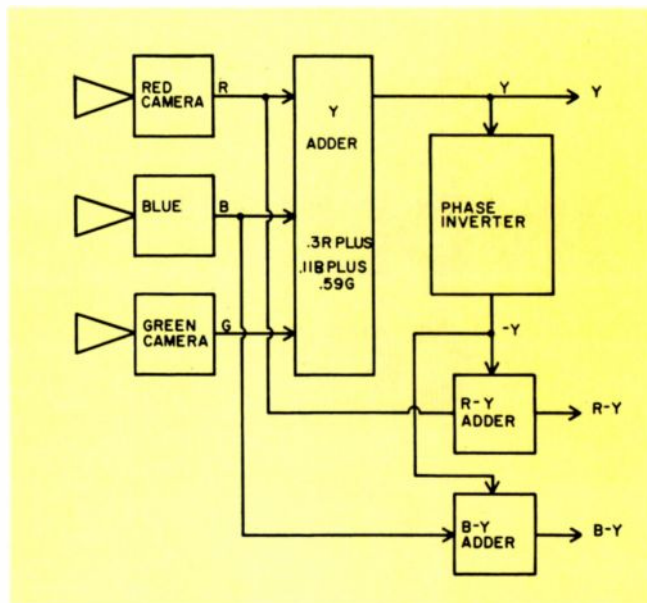 RED
CAMERA
R
Y
ADDER
Y
Y
BLUE
B
PHASE
INVERTER
.3R PLUS
.11B PLUS
.59G
GREEN
CAMERA
G
-Y
R-Y
ADDER
R-Y
B-Y
ADDER
B-Y